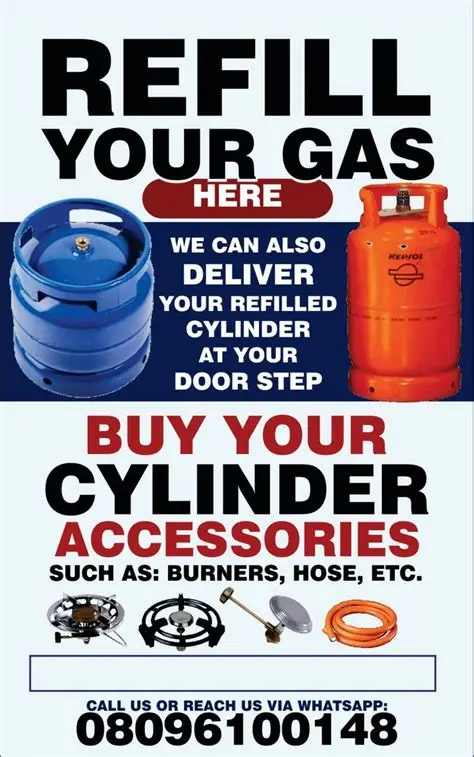 REFILL
YOUR GAS
HERE
WE CAN ALSO
DELIVER
YOUR REFILLED
CYLINDER
AT YOUR
DOOR STEP
REPSOL
BUY YOUR
CYLINDER
ACCESSORIES
SUCH AS: BURNERS, HOSE, ETC.
CALL US OR REACH US VIA WHATSAPP:
08096100148